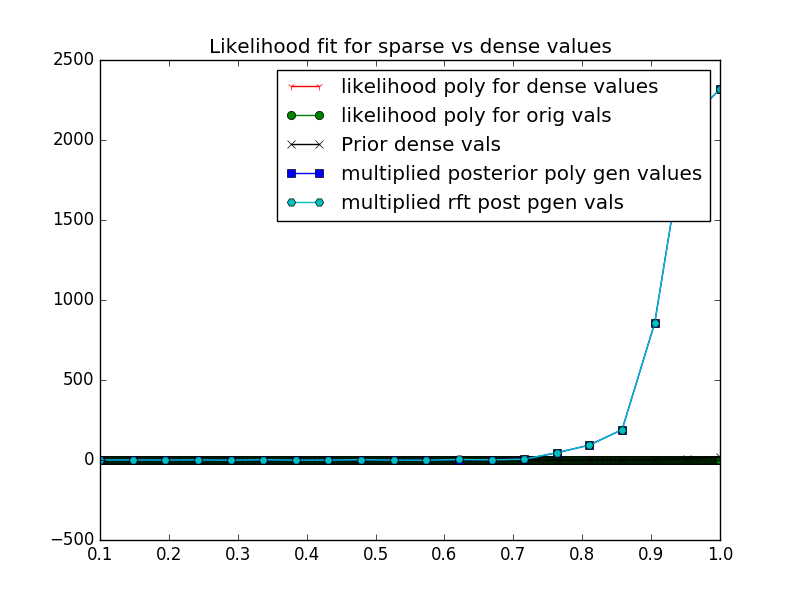 Likelihood fit for sparse vs dense values
2500
2000
1500
1000
500
0
−500
likelihood poly for dense values
likelihood poly for orig vals
Prior dense vals
multiplied posterior poly gen values
multiplied rft post pgen vals
0.1 0.2 0.3 0.4 0.5 0.6 0.7 0.8 0.9 1.0